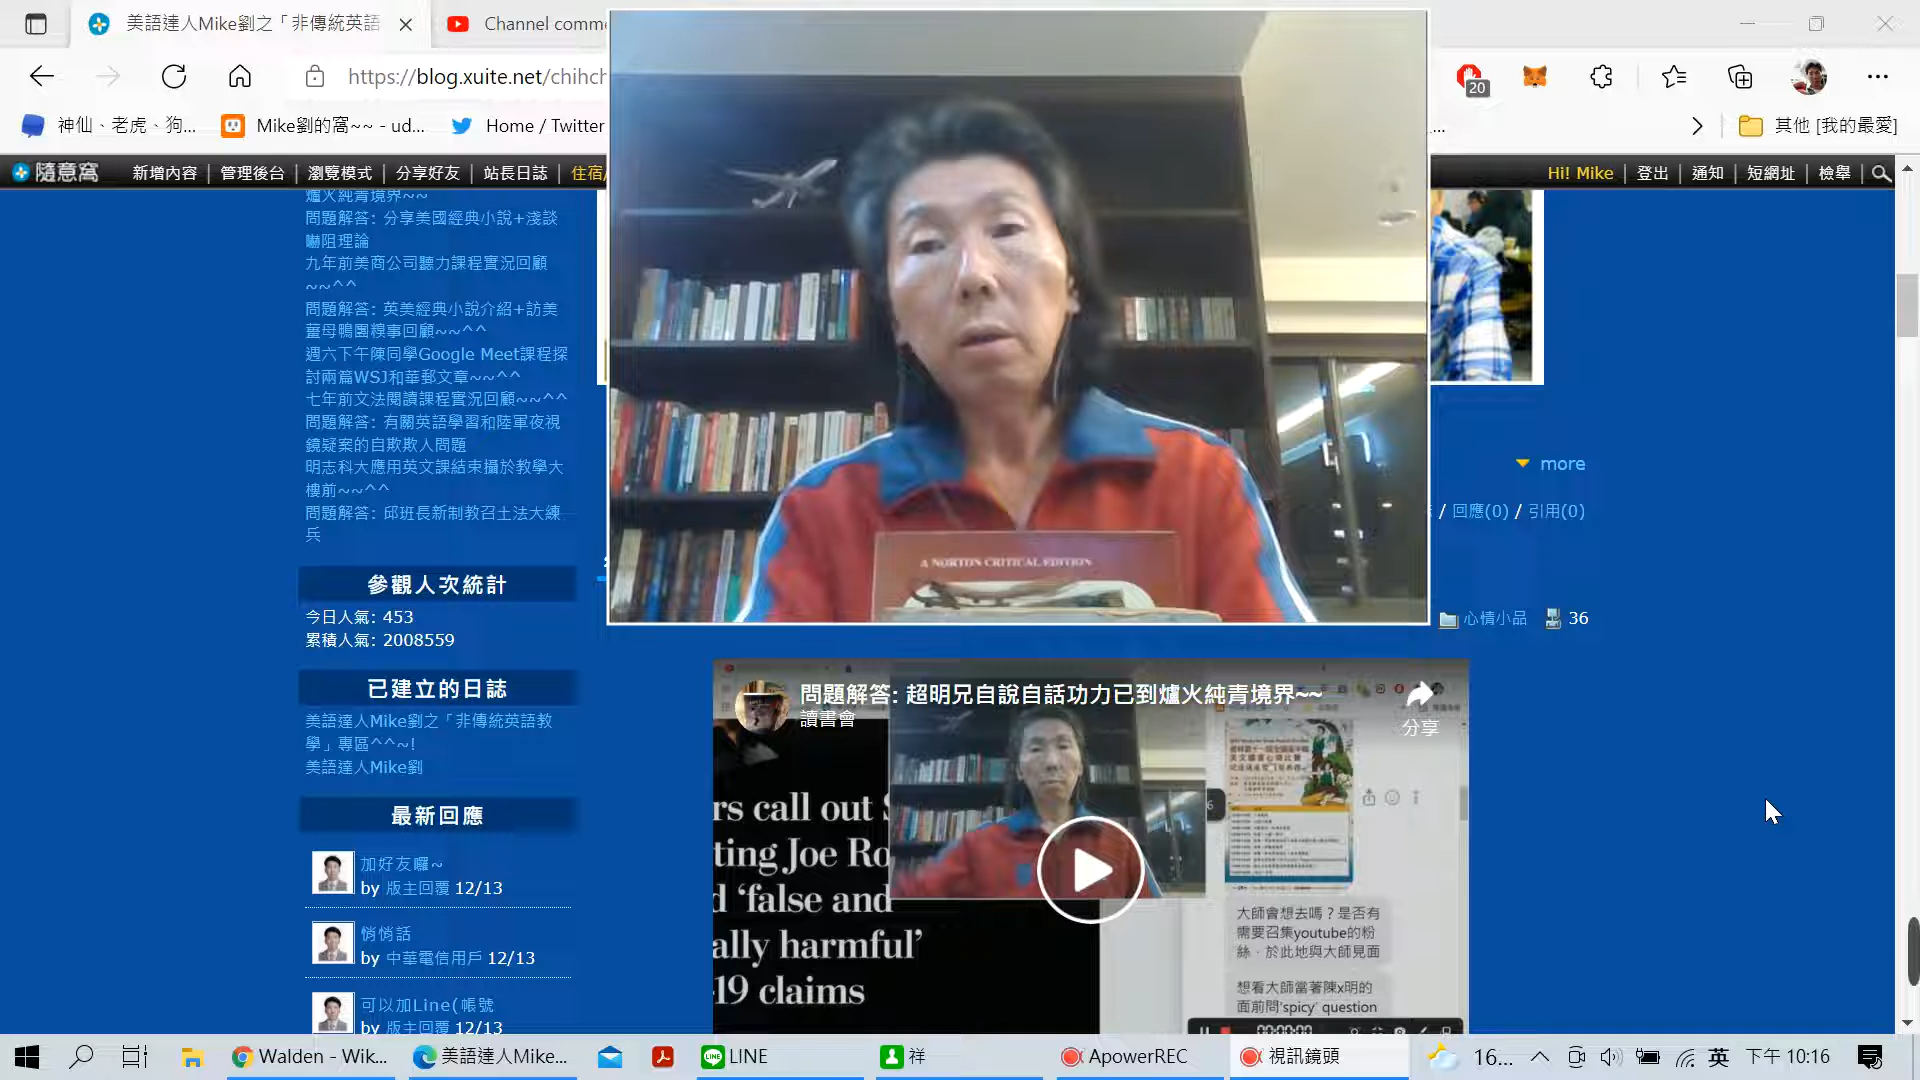 美語達人Mike劉之「非傳統英語
Channel comme
https://blog.xuite.net/chihch
20
神仙、老虎、狗...
Mike劉的窩~~ - ud...
Home / Twitter
其他 [我的最愛]
隨意窩
新增內容 | 管理後台 | 瀏覽模式 | 分享好友 | 站長日誌 | 住宿/
Hi! Mike | 登出 | 通知 | 短網址 | 檢舉
爐火純青境界~~
問題解答: 分享美國經典小說+淺談
嚇阻理論
九年前美商公司聽力課程實況回顧
~~^^
問題解答: 英美經典小說介紹+訪美
薑母鴨團糗事回顧~~^^
週六下午陳同學Google Meet課程探
討兩篇WSJ和華郵文章~~^^
七年前文法閱讀課程實況回顧~~^^
問題解答: 有關英語學習和陸軍夜視
鏡疑案的自欺欺人問題
明志科大應用英文課結束攝於教學大
樓前~~^^
問題解答: 邱班長新制教召土法大練
兵
參觀人次統計
今日人氣: 453
累積人氣: 2008559
已建立的日誌
美語達人Mike劉之「非傳統英語教
學」專區^^~!
美語達人Mike劉
最新回應
加好友囉~
by 版主回覆 12/13
悄悄話
by 中華電信用戶 12/13
可以加Line(帳號
by 版主回覆 12/13
A NORTON CRITICAL EDITION
more
/ 回應(0) / 引用(0)
心情小品 36
問題解答: 超明兄自說自話功力已到爐火純青境界~~
讀書會
分享
rs call out S
ting Joe Ro
d ‘false and
ally harmful’
-19 claims
大師會想去嗎？是否有
需要召集youtube的粉
絲，於此地與大師見面
想看大師當著陳x明的
面前問'spicy' question
00:00:00
Walden - Wik...
美語達人Mike...
LINE
祥
ApowerREC
視訊鏡頭
16...
英
下午 10:16